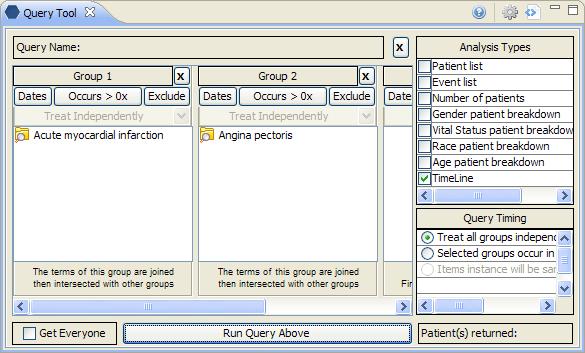 Query Tool
Query Name:
X
Analysis Types
Group 1
X
Group 2
X
Dates
Occurs > 0x
Exclude
Dates
Occurs > 0x
Exclude
Dates
Treat Independently
Treat Independently
Acute myocardial infarction
Angina pectoris
The terms of this group are joined
then intersected with other groups
The terms of this group are joined
then intersected with other groups
Patient list
Event list
Number of patients
Gender patient breakdown
Vital Status patient breakdown
Race patient breakdown
Age patient breakdown
TimeLine
Query Timing
Treat all groups independ
Selected groups occur in
Items instance will be sar
Get Everyone
Run Query Above
Patient(s) returned: